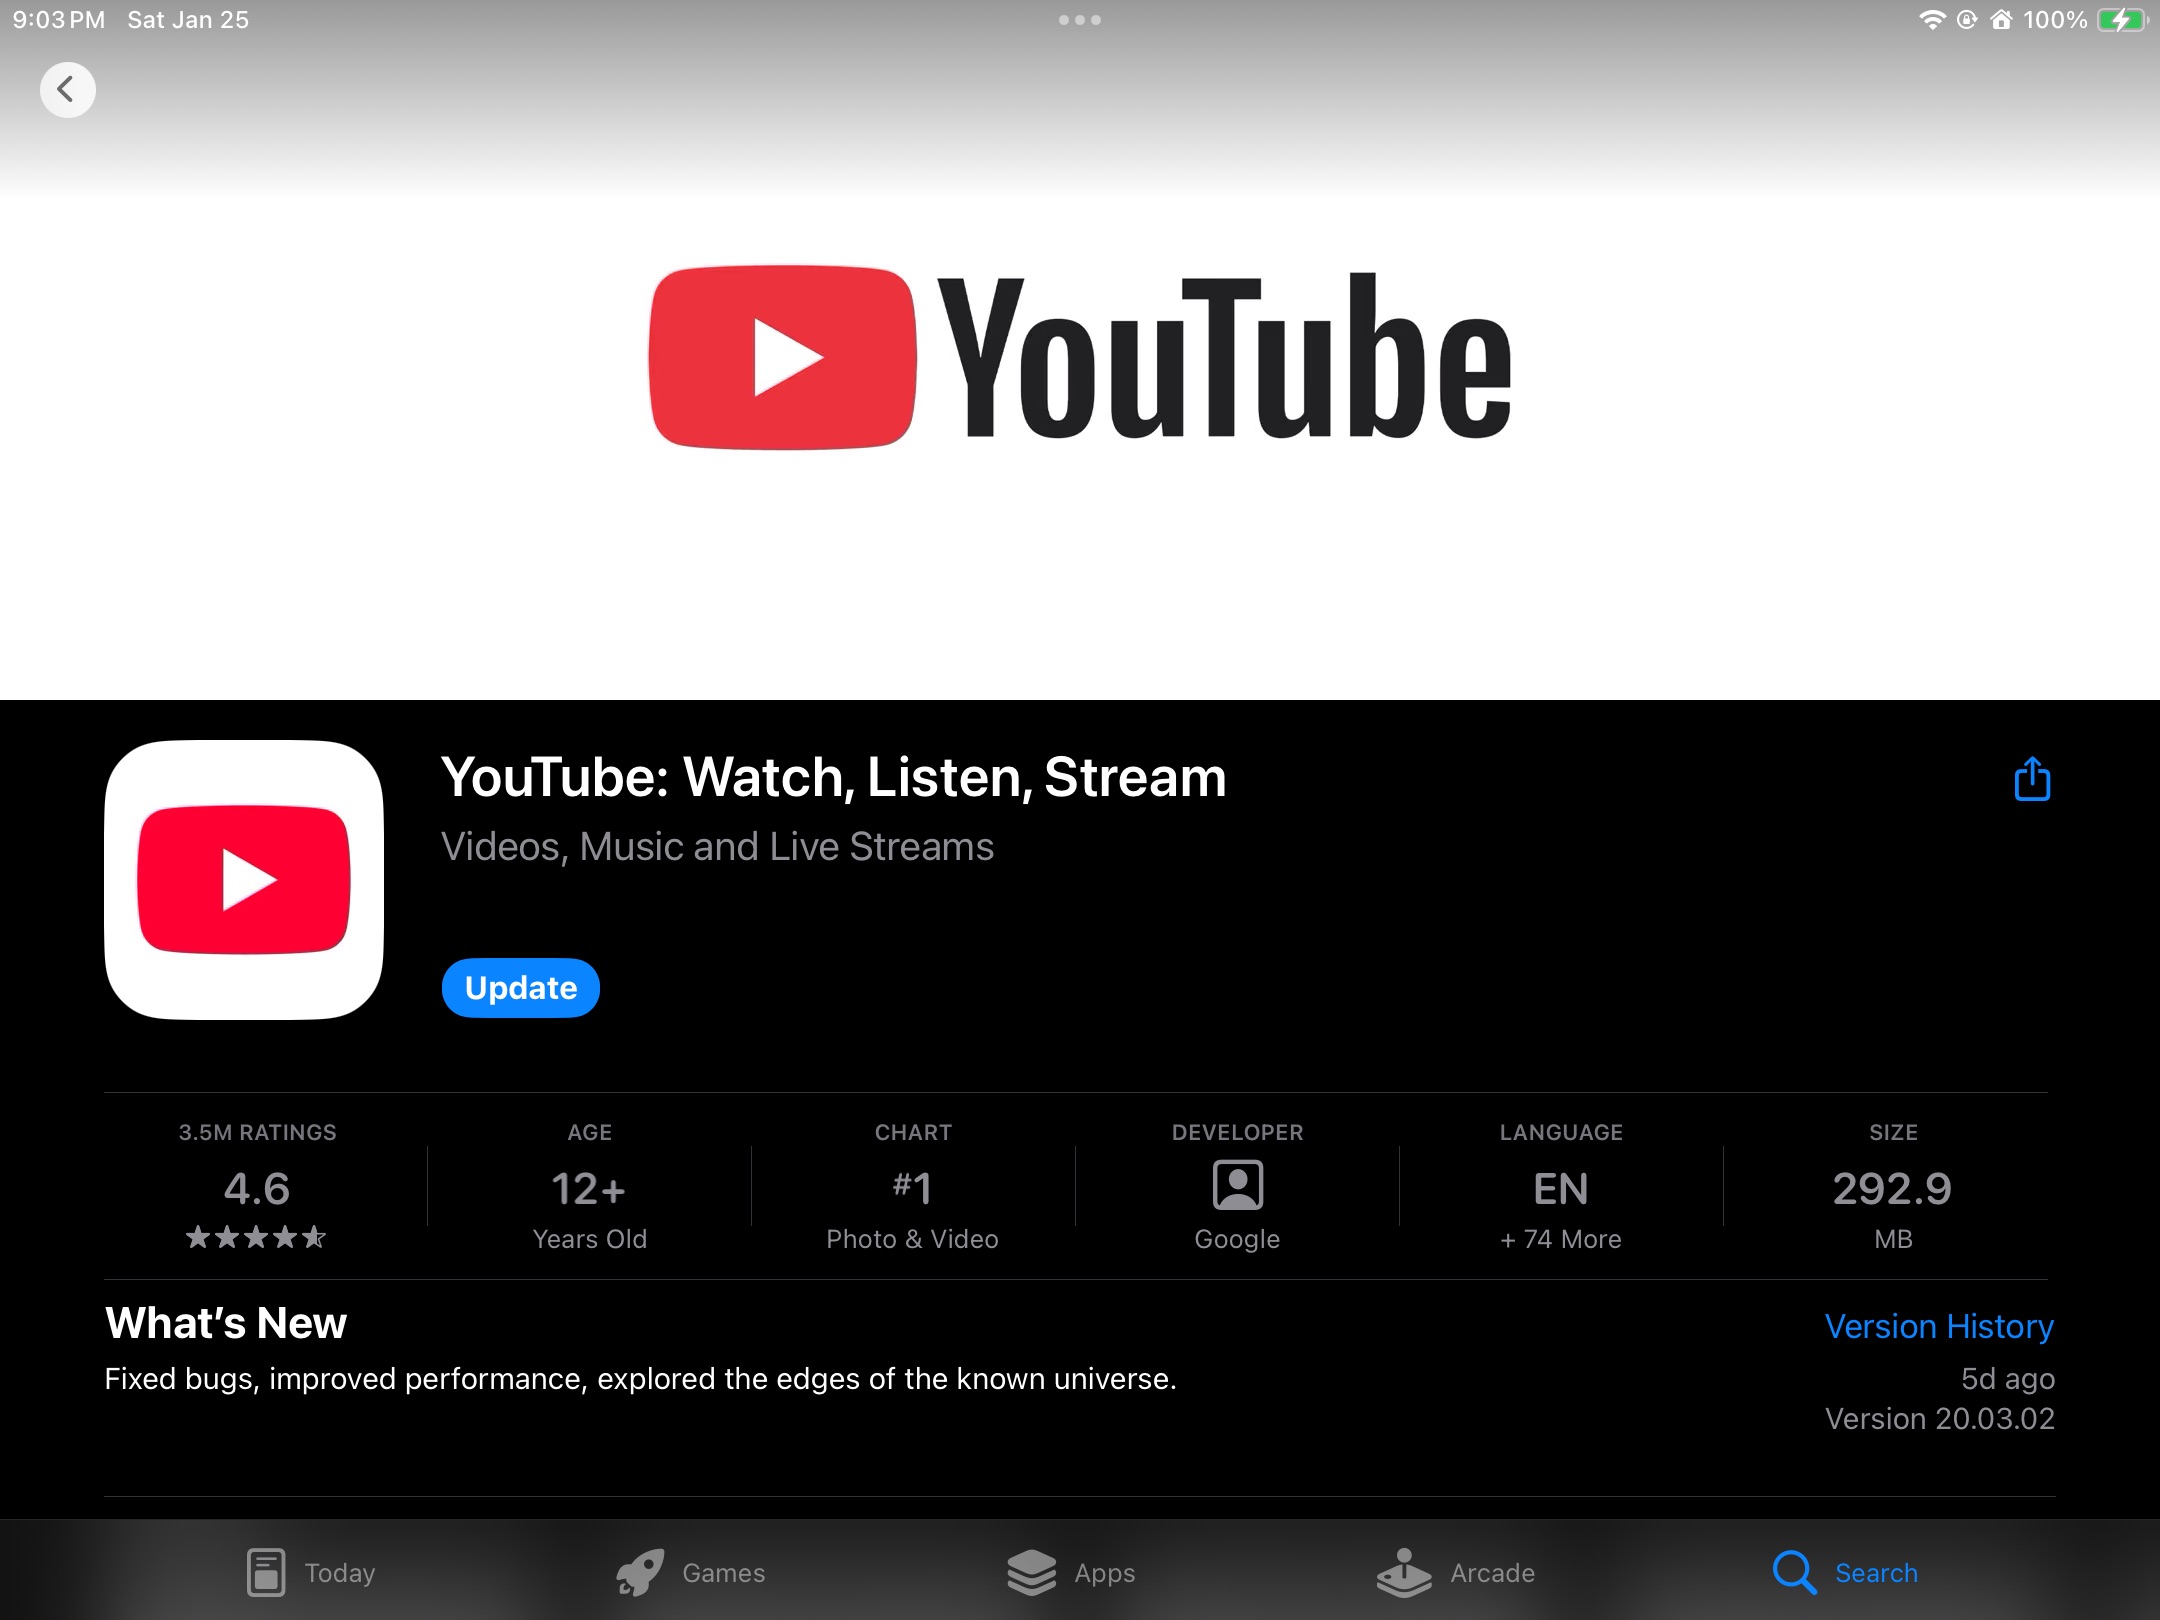 9:03 PM Sat Jan 25
100%
YouTube
YouTube: Watch, Listen, Stream
Videos, Music and Live Streams
Update
3.5M RATINGS
4.6
AGE
12+
Years Old
CHART
#1
Photo & Video
DEVELOPER
Google
LANGUAGE
EN
+ 74 More
SIZE
292.9
MB
What's New
Version History
Fixed bugs, improved performance, explored the edges of the known universe.
5d ago
Version 20.03.02
Today
Games
Apps
Arcade
Search